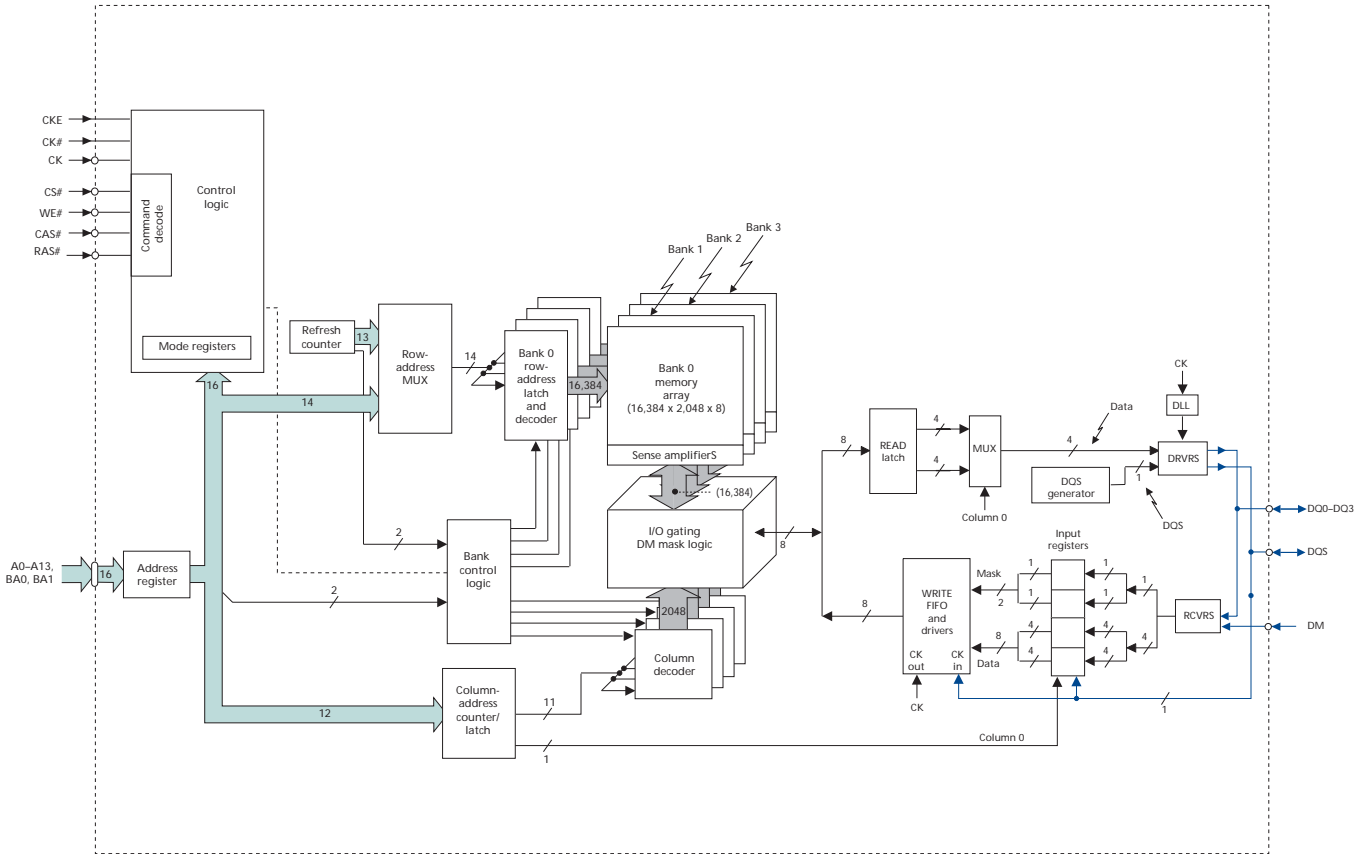 CKE
CK#
CK
CS#
WE#
CAS#
RAS#
Command
decode
Control
logic
Mode registers
Bank 1
Bank 2
Bank 3
Refresh
counter
13
Row-
address
MUX
14
Bank 0
row-
address
latch
and
decoder
16,384
Bank 0
memory
array
(16,384 x 2,048 x 8)
Sense amplifierS
16
14
(16,384)
I/O gating
DM mask logic
8
8
READ
latch
4
4
MUX
Column 0
4
Data
CK
DLL
DRVRS
DQS
generator
1
DQS
DQ0–DQ3
DQS
DM
A0–A13,
BA0, BA1
16
Address
register
2
2
Bank
control
logic
2048
Column
decoder
8
WRITE
FIFO
and
drivers
CK
out
CK
in
CK
Mask
2
8
Data
Input
registers
1
1
4
4
1
1
4
4
1
4
RCVRS
1
12
Column-
address
counter/
latch
11
1
Column 0